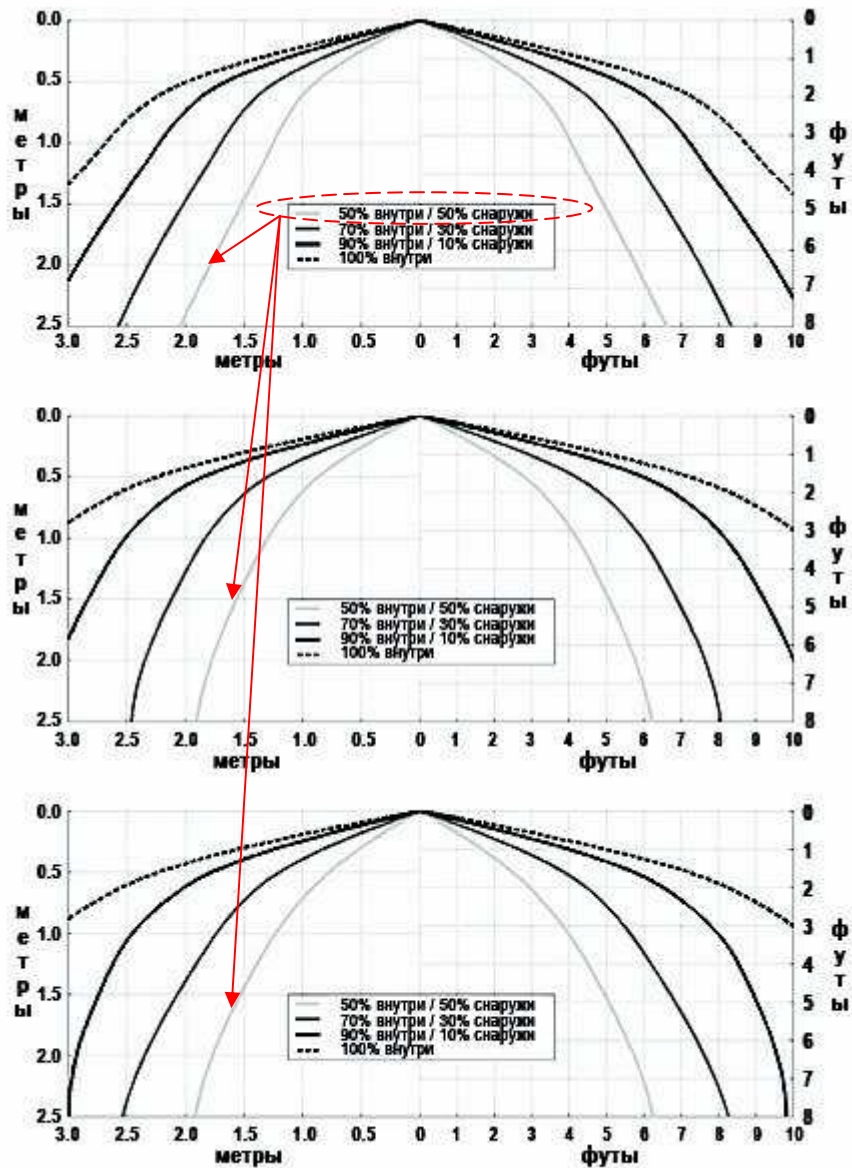 0.0
0.5
1.0
1.5
2.0
2.5
метры
0
1
2
3
4
5
6
7
8
футы
50% внутри / 50% снаружи
70% внутри / 30% снаружи
90% внутри / 10% снаружи
100% внутри
3.0 2.5 2.0 1.5 1.0 0.5 0 1 2 3 4 5 6 7 8 9 10
метры футы
0.0
0.5
1.0
1.5
2.0
2.5
метры
0
1
2
3
4
5
6
7
8
футы
50% внутри / 50% снаружи
70% внутри / 30% снаружи
90% внутри / 10% снаружи
100% внутри
3.0 2.5 2.0 1.5 1.0 0.5 0 1 2 3 4 5 6 7 8 9 10
метры футы
0.0
0.5
1.0
1.5
2.0
2.5
метры
0
1
2
3
4
5
6
7
8
футы
50% внутри / 50% снаружи
70% внутри / 30% снаружи
90% внутри / 10% снаружи
100% внутри
3.0 2.5 2.0 1.5 1.0 0.5 0 1 2 3 4 5 6 7 8 9 10
метры футы